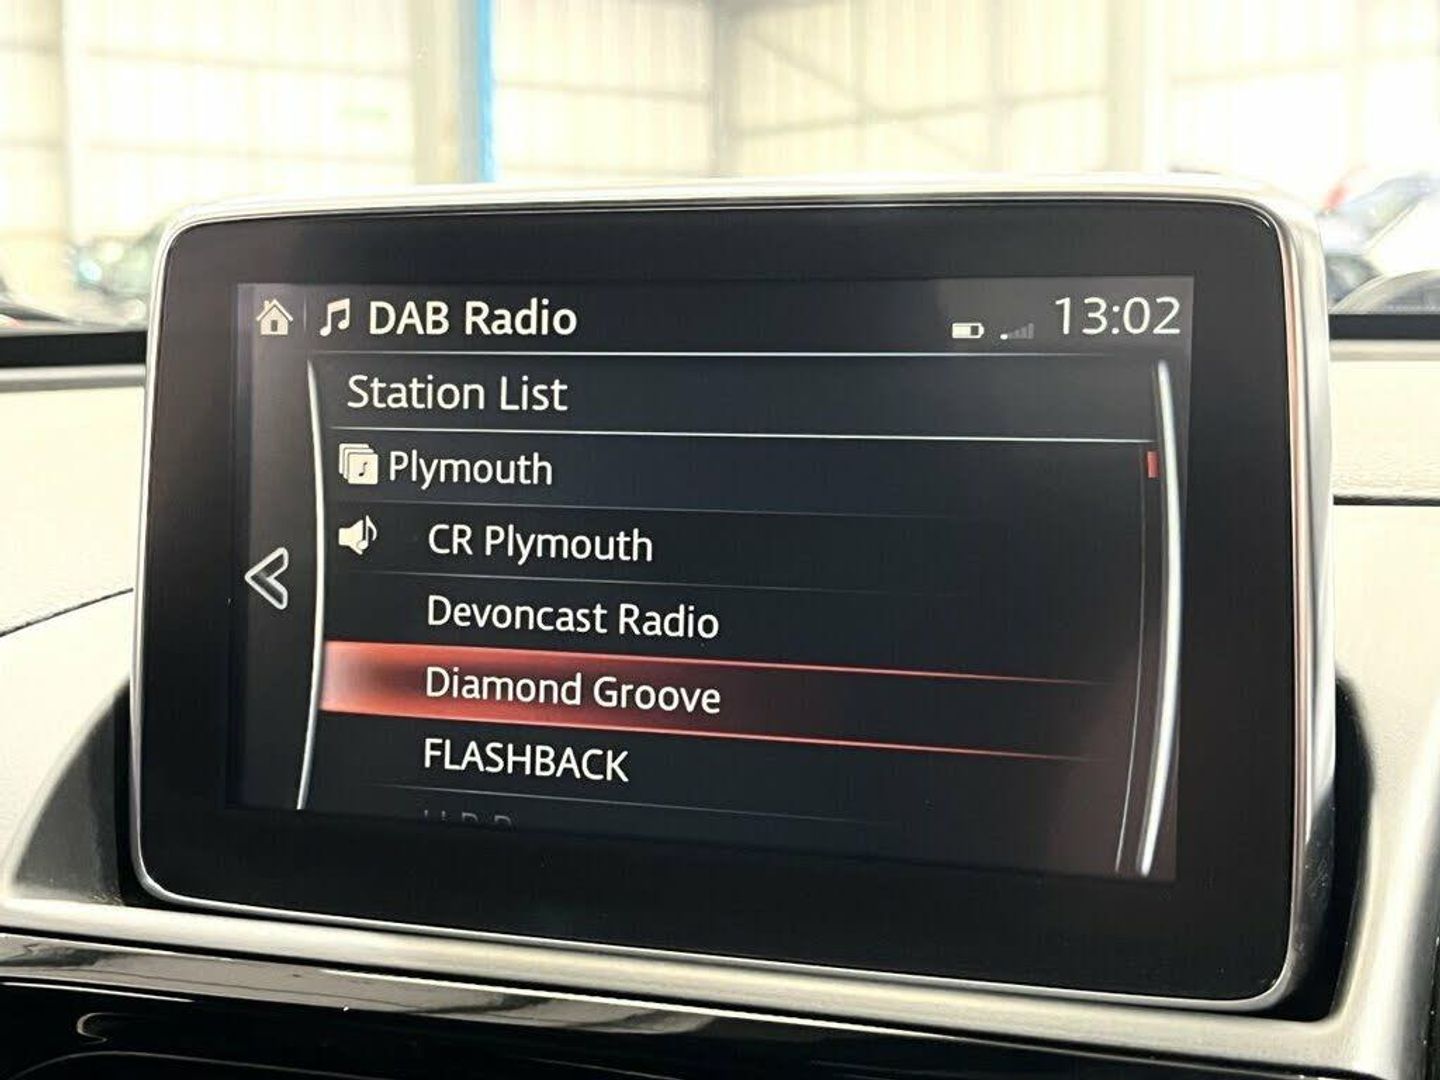 DAB Radio
13:02
Station List
Plymouth
CR Plymouth
Devoncast Radio
Diamond Groove
FLASHBACK